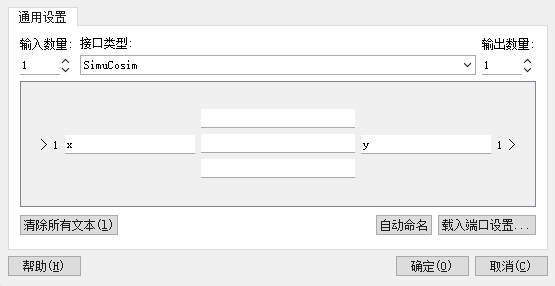 通用设置
输入数量: 接口类型: 输出数量:
1 SimuCosim 1
1 x y 1
清除所有文本(l) 自动命名 载入端口设置...
帮助(H) 确定(O) 取消(C)